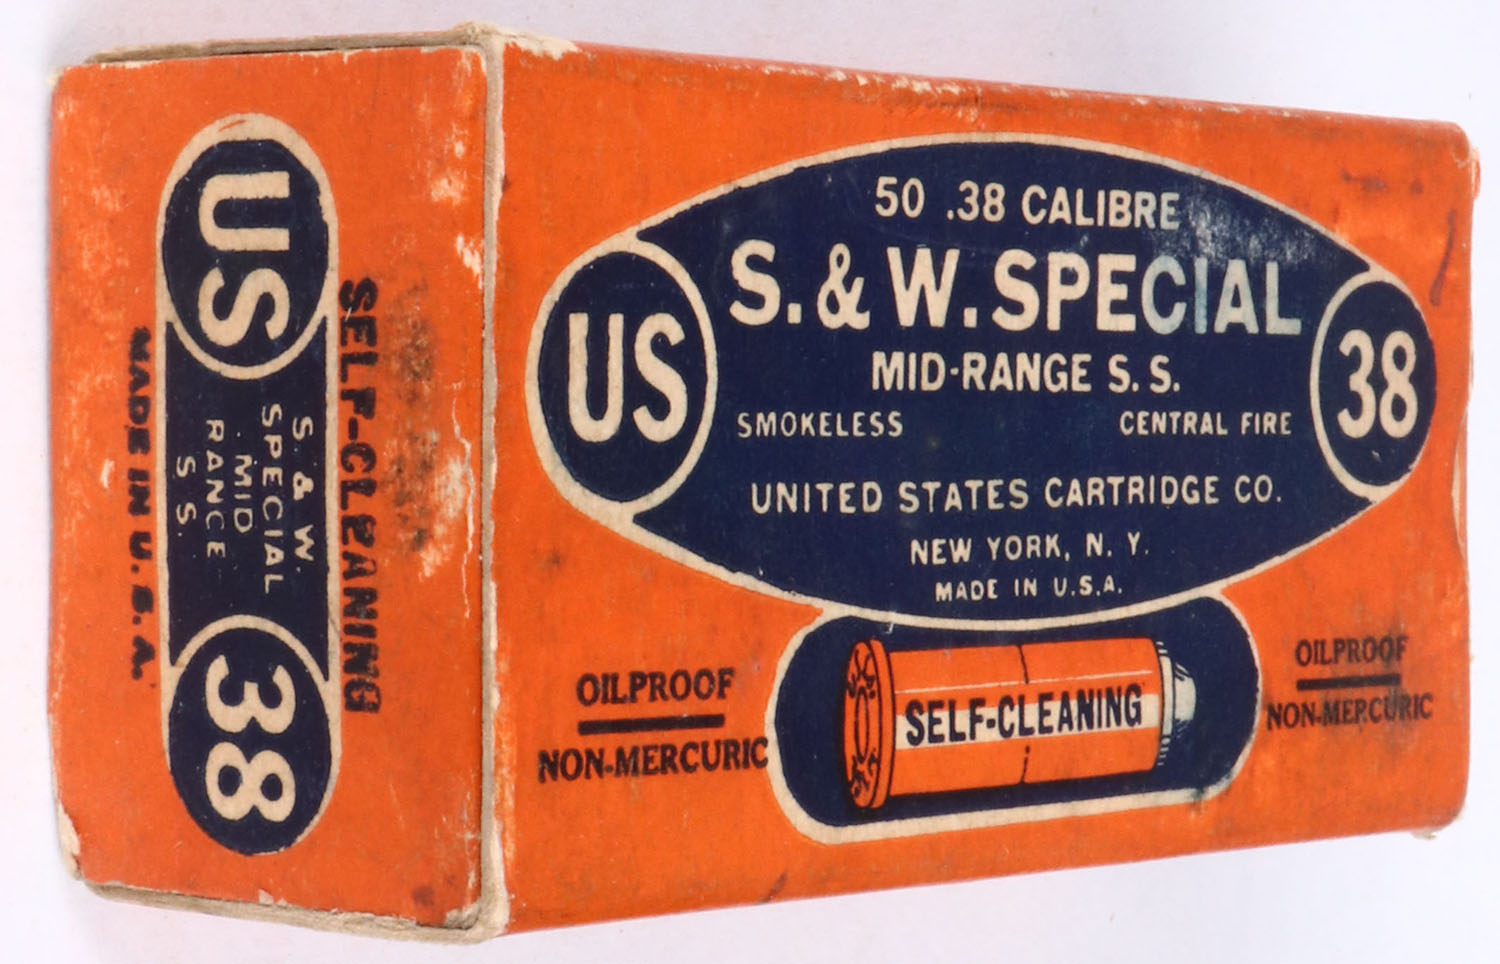 50 .38 CALIBRE
S. & W. SPECIAL
MID-RANGE S. S.
SMOKELESS CENTRAL FIRE
US
38
UNITED STATES CARTRIDGE CO.
NEW YORK, N. Y.
MADE IN U.S.A.
OILPROOF
NON-MERCURIC
SELF-CLEANING
OILPROOF
NON-MERCURIC
SELF-CLEANING
US
S. & W.
SPECIAL
MID
RANGE
S. S.
38
MADE IN U.S.A.